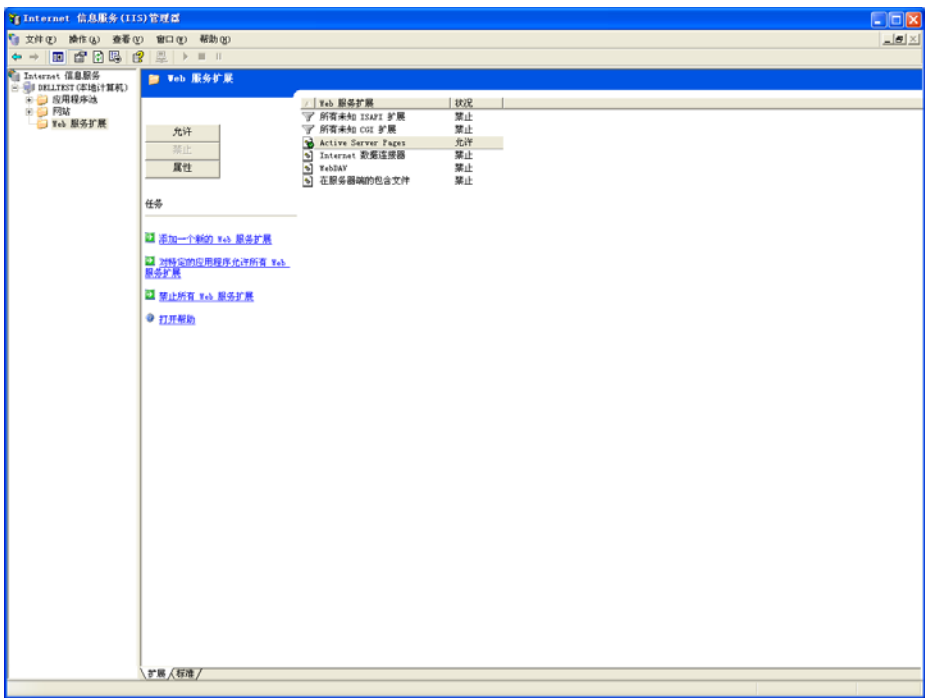 Internet 信息服务(IIS)管理器
文件(F) 操作(A) 查看(V) 窗口(W) 帮助(H)
Internet 信息服务
DELLTEST(本地计算机)
应用程序池
网站
Web 服务扩展
Web 服务扩展
允许
禁止
属性
任务
添加一个新的 Web 服务扩展
对特定的应用程序允许所有 Web
服务扩展
禁止所有 Web 服务扩展
打开帮助
Web 服务扩展 状况
所有未知 ISAPI 扩展 禁止
所有未知 CGI 扩展 禁止
Active Server Pages 允许
Internet 数据连接器 禁止
WebDAV 禁止
在服务器端的包含文件 禁止
扩展 标准